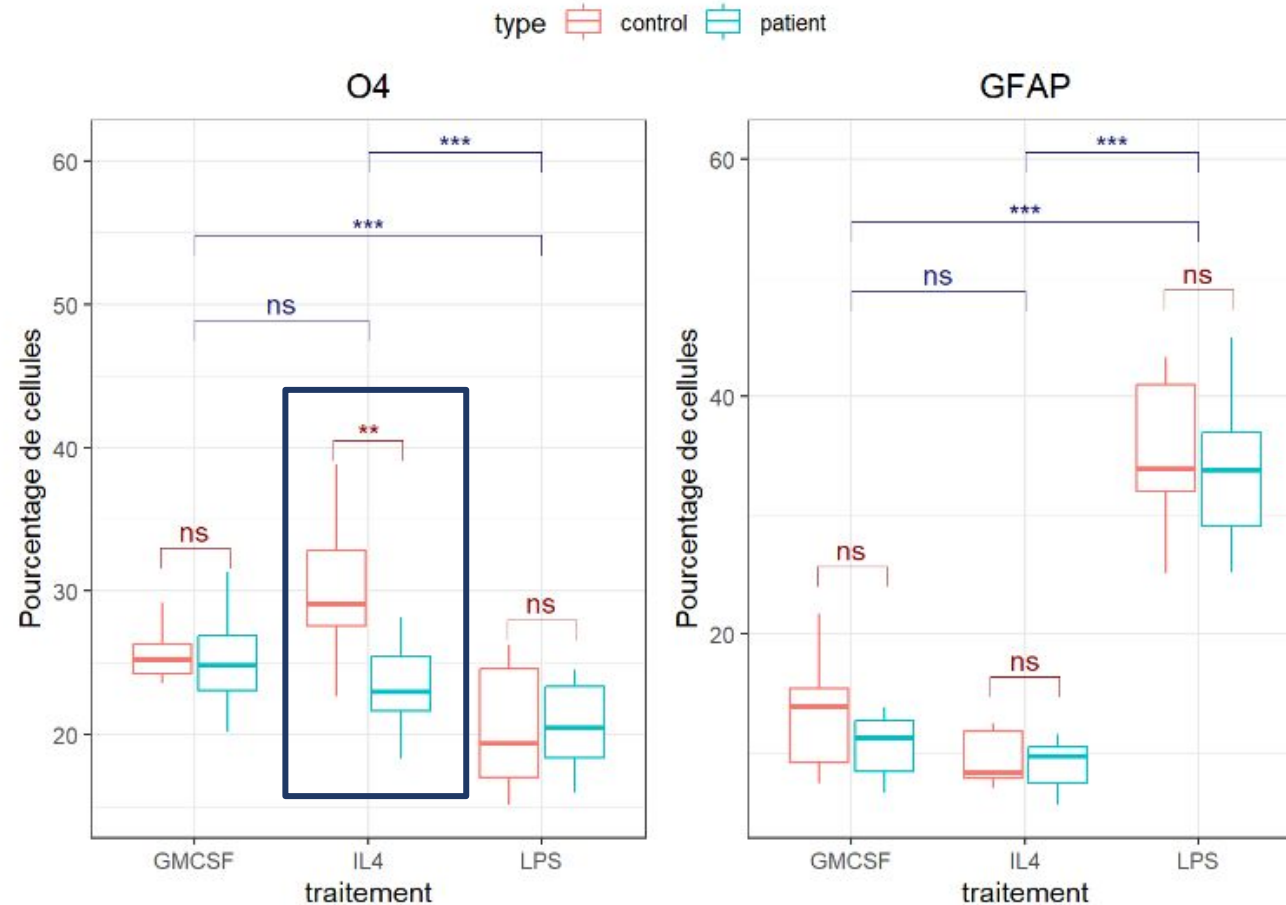 type control patient
O4
GFAP
Pourcentage de cellules
60
50
40
30
20
***
***
ns
**
ns
ns
GMCSF IL4 LPS
traitement
Pourcentage de cellules
60
40
20
***
***
ns
ns
ns
ns
GMCSF IL4 LPS
traitement